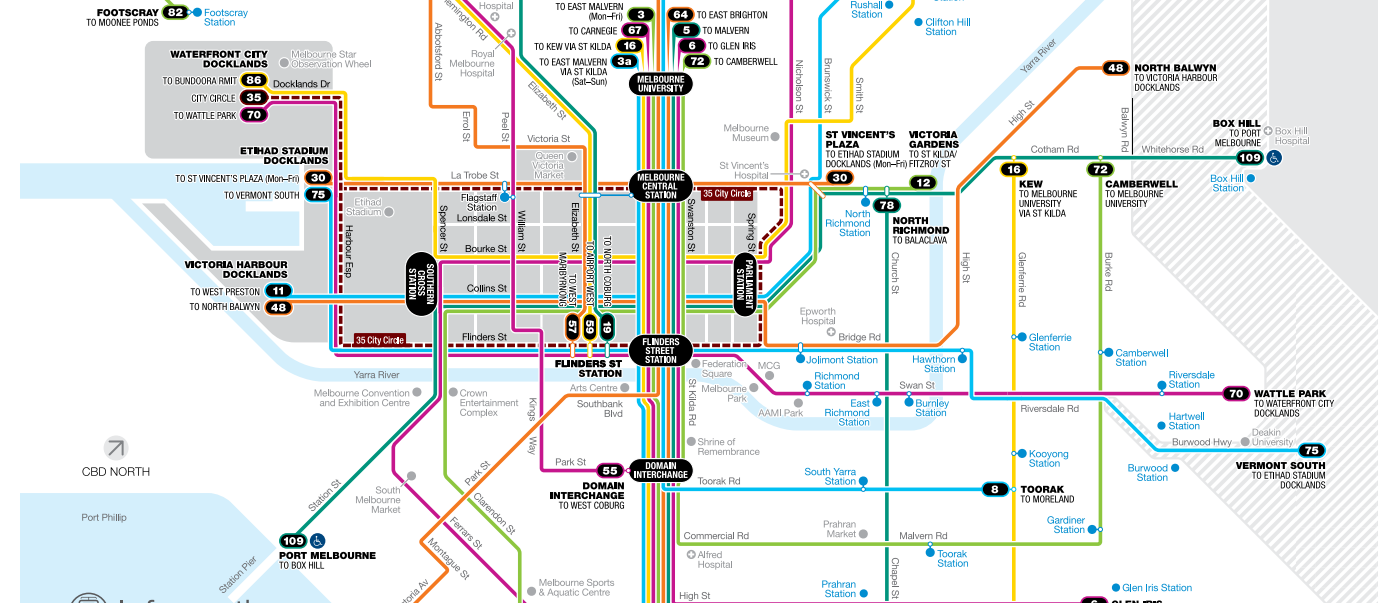 FOOTSCRAY
TO MOONEE PONDS
82
Footscray
Station
Hospital
Royal
Melbourne
Hospital
Abbotsford St
Flemington Rd
TO EAST MALVERN
(Mon–Fri)
3
TO CARNEGIE
67
TO KEW VIA ST KILDA
16
TO EAST MALVERN
VIA ST KILDA
(Sat–Sun)
3a
64
TO EAST BRIGHTON
5
TO MALVERN
6
TO GLEN IRIS
72
TO CAMBERWELL
MELBOURNE
UNIVERSITY
Rushall
Station
Clifton Hill
Station
Nicholson St
Brunswick St
Smith St
Yarra River
48
NORTH BALWYN
TO VICTORIA HARBOUR
DOCKLANDS
High St
WATERFRONT CITY
DOCKLANDS
TO BUNDOORA RMIT
86
CITY CIRCLE
35
TO WATTLE PARK
70
Melbourne Star
Observation Wheel
Docklands Dr
Errol St
Peel St
Elizabeth St
Victoria St
Queen
Victoria
Market
Melbourne
Museum
St Vincent's
Hospital
ST VINCENT'S
PLAZA
TO ETIHAD STADIUM
DOCKLANDS (Mon–Fri)
30
VICTORIA
GARDENS
TO ST KILDA/
FITZROY ST
12
Cotham Rd
Balwyn Rd
Whitehorse Rd
BOX HILL
TO PORT
MELBOURNE
109
Box Hill
Hospital
Box Hill
Station
ETIHAD STADIUM
DOCKLANDS
TO ST VINCENT'S PLAZA (Mon–Fri)
30
TO VERMONT SOUTH
75
La Trobe St
MELBOURNE
CENTRAL
STATION
35 City Circle
Etihad
Stadium
Flagstaff
Station
Lonsdale St
Bourke St
Collins St
Flinders St
Spencer St
William St
Elizabeth St
Swanston St
Spring St
Harbour Esp
North
Richmond
Station
78
NORTH
RICHMOND
TO BALACLAVA
16
KEW
TO MELBOURNE
UNIVERSITY
VIA ST KILDA
72
CAMBERWELL
TO MELBOURNE
UNIVERSITY
VICTORIA HARBOUR
DOCKLANDS
TO WEST PRESTON
11
TO NORTH BALWYN
48
SOUTHERN
CROSS
STATION
PARLIAMENT
STATION
TO WEST
MARIBYRNONG
57
TO AIRPORT WEST
59
TO NORTH COBURG
19
Church St
High St
Glenferrie Rd
Burke Rd
35 City Circle
FLINDERS ST
STATION
FLINDERS
STREET
STATION
Epworth
Hospital
Bridge Rd
Glenferrie
Station
Jolimont Station
Hawthorn
Station
Camberwell
Station
Yarra River
Federation
Square
MCG
Richmond
Station
Swan St
Riversdale
Station
Melbourne Convention
and Exhibition Centre
Crown
Entertainment
Complex
Arts Centre
Southbank
Blvd
Melbourne
Park
AAMI Park
East
Richmond
Station
Burnley
Station
Riversdale Rd
70
WATTLE PARK
TO WATERFRONT CITY
DOCKLANDS
Hartwell
Station
Kings Way
St Kilda Rd
Shrine of
Remembrance
Burwood Hwy
Deakin
University
75
VERMONT SOUTH
TO ETIHAD STADIUM
DOCKLANDS
Burwood
Station
Kooyong
Station
CBD NORTH
Port Phillip
Park St
55
DOMAIN
INTERCHANGE
TO WEST COBURG
DOMAIN
INTERCHANGE
Toorak Rd
South Yarra
Station
8
TOORAK
TO MORELAND
Station St
South
Melbourne
Market
Park St
Clarendon St
Ferrars St
Montague St
Gardiner
Station
Commercial Rd
Prahran
Market
Malvern Rd
Toorak
Station
Alfred
Hospital
109
PORT MELBOURNE
TO BOX HILL
Station Pier
Melbourne Sports
& Aquatic Centre
High St
Prahran
Station
Chapel St
Glen Iris Station